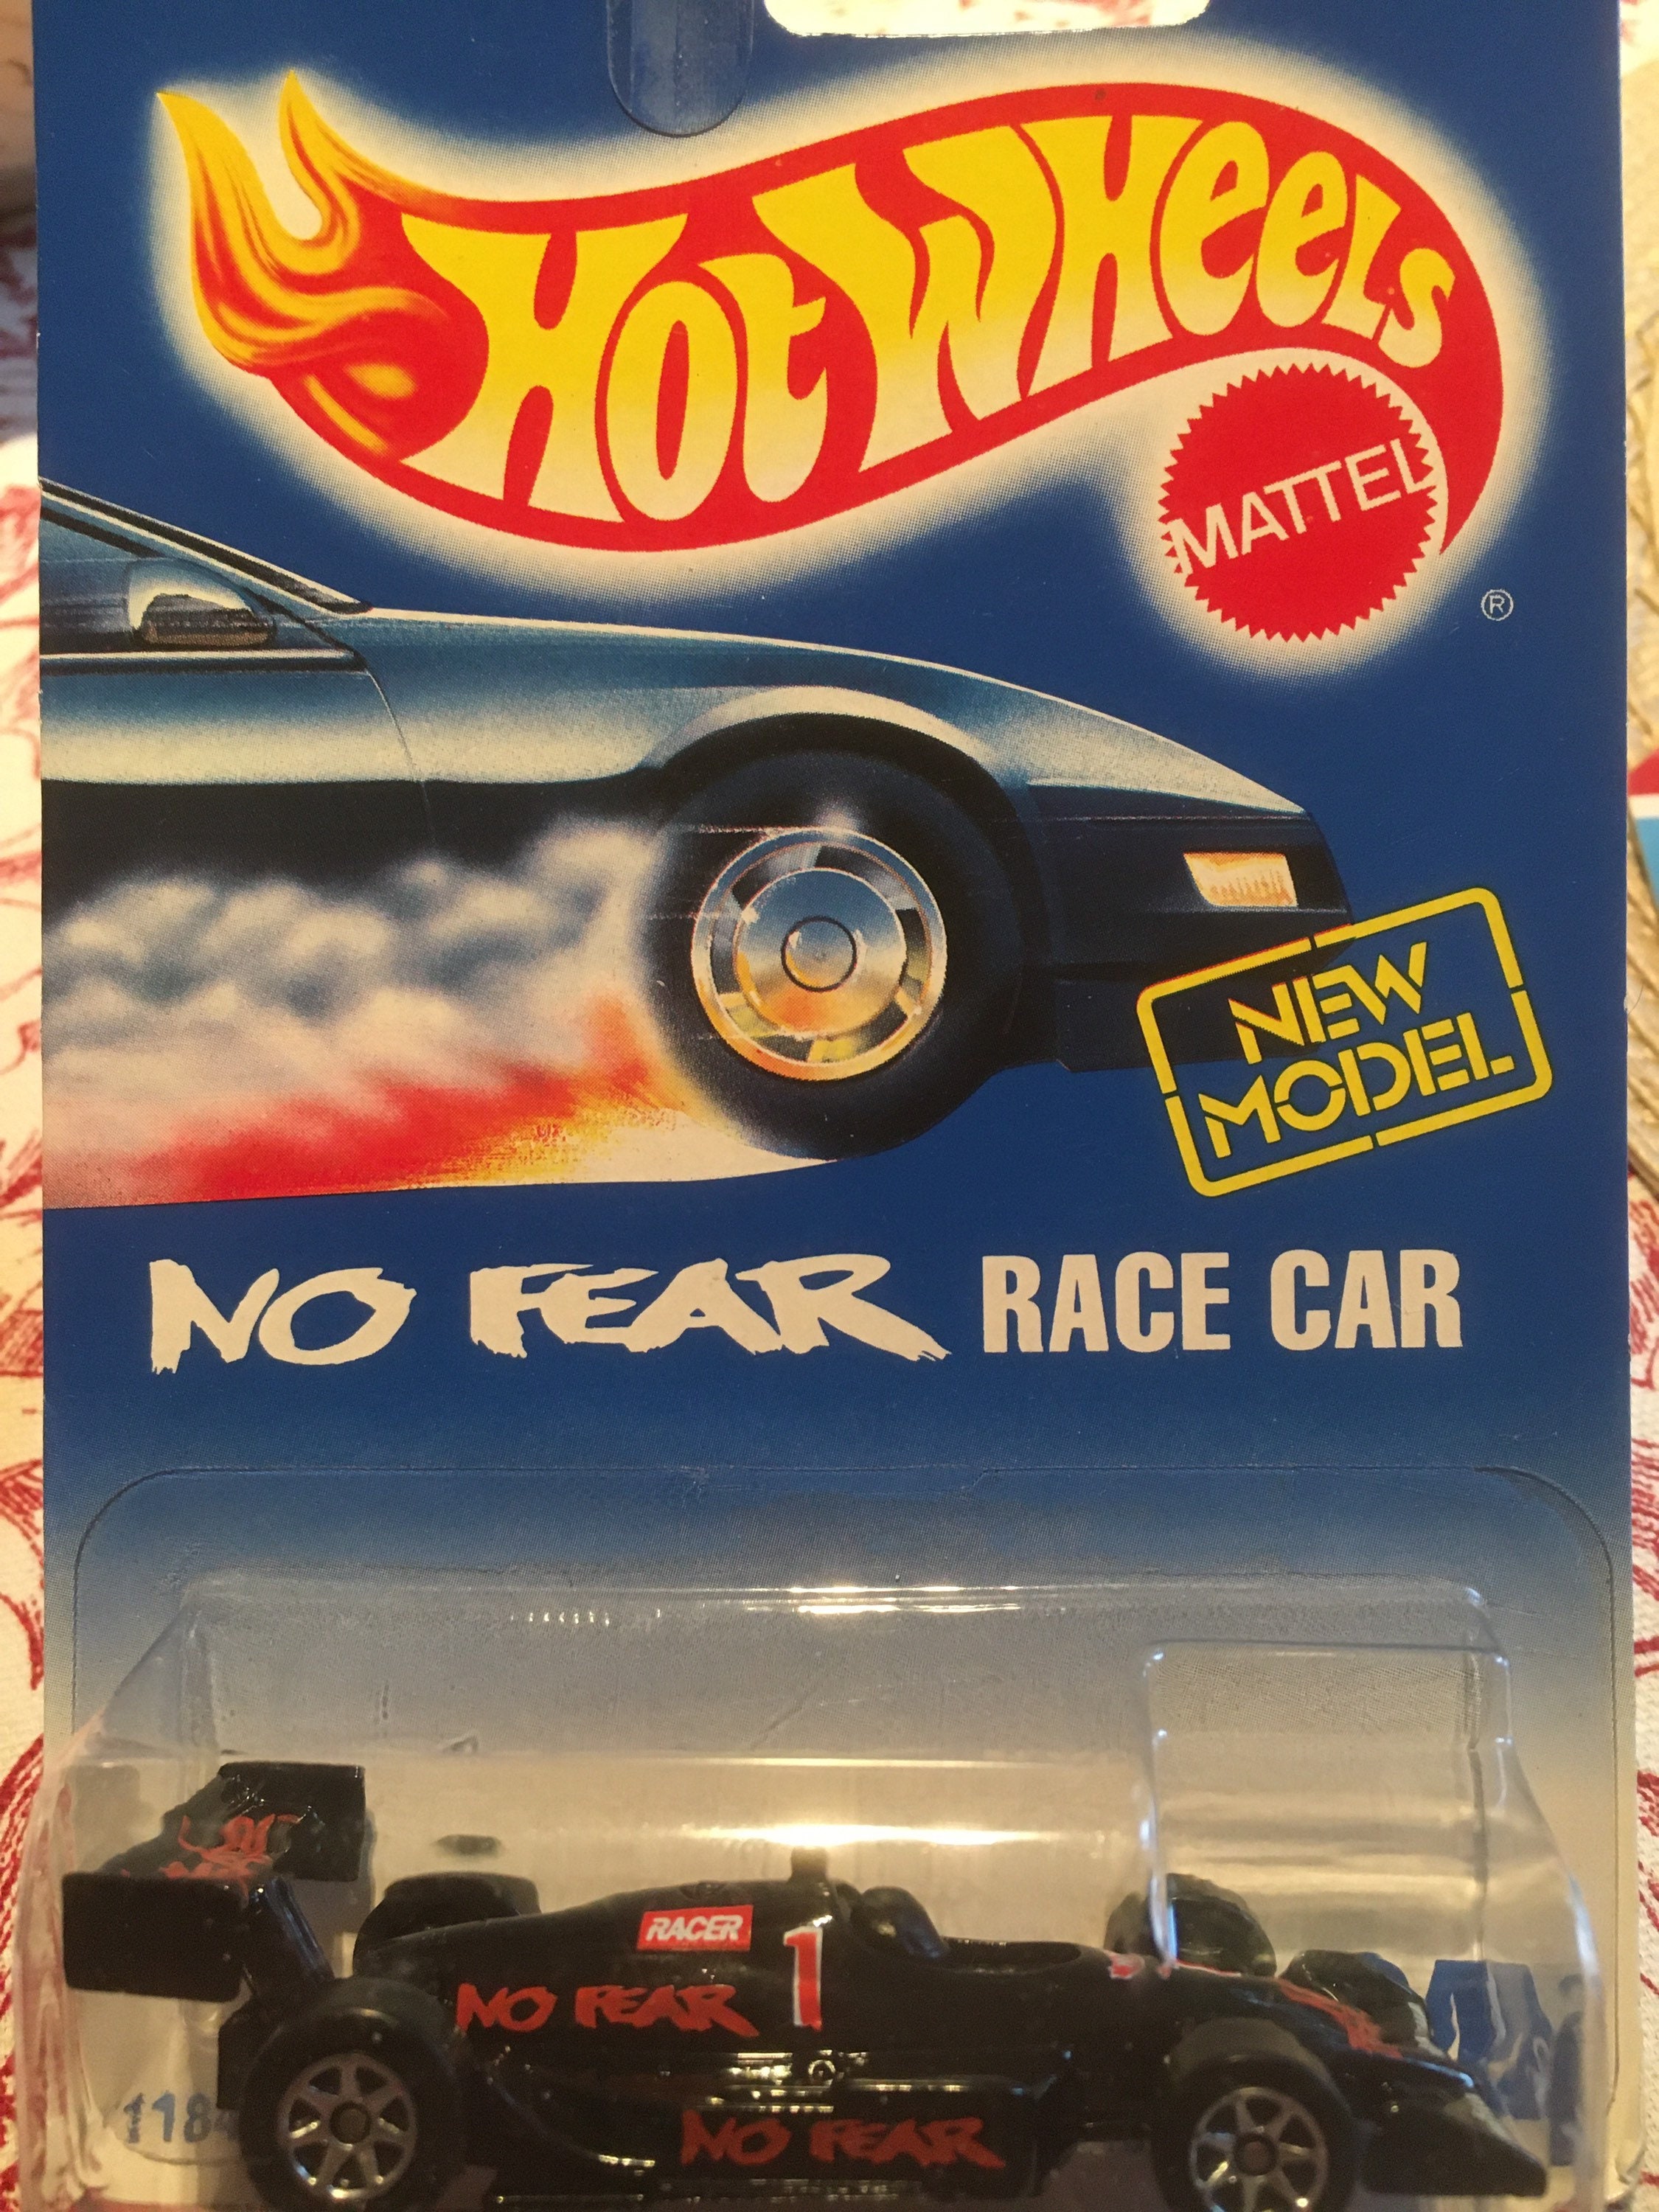 Hot Wheels
MATTEL
®
NEW
MODEL
NO FEAR RACE CAR
RACER
1
NO FEAR
NO FEAR